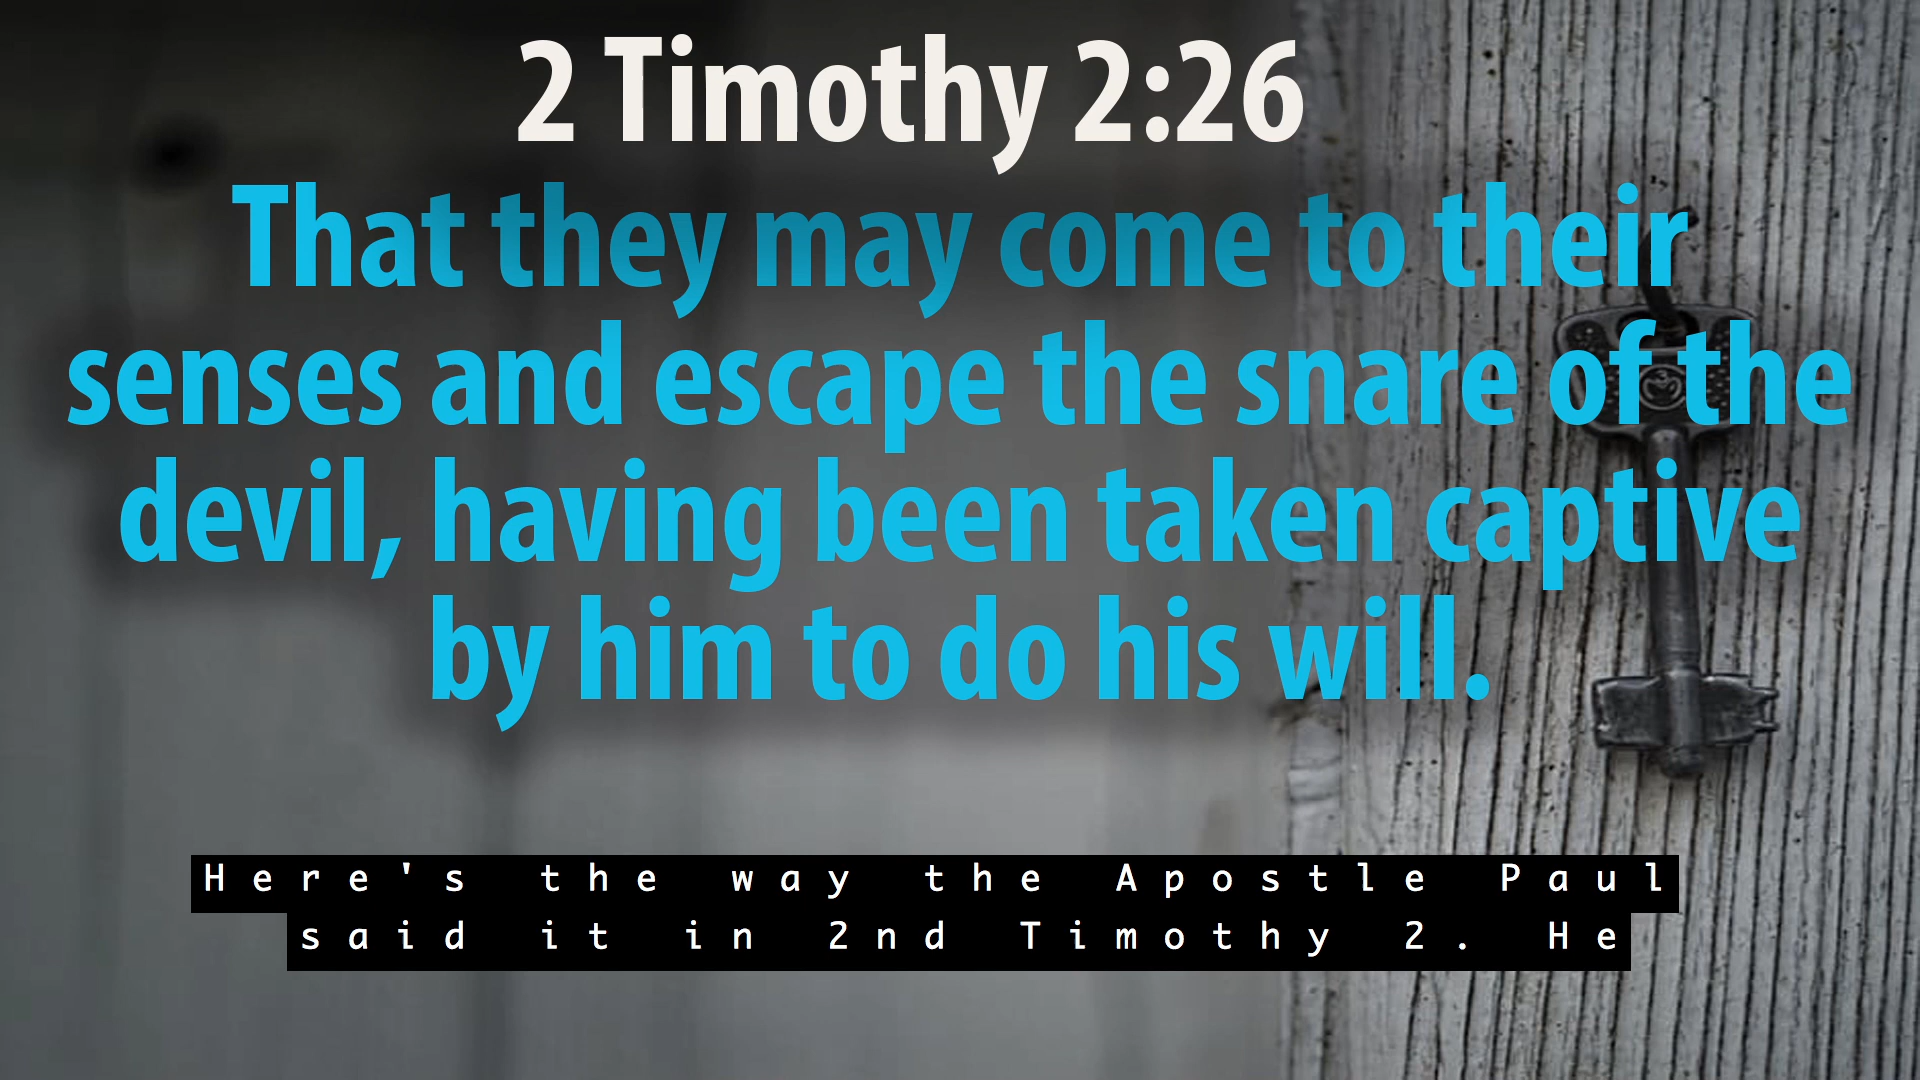 2 Timothy 2:26
That they may come to their
senses and escape the snare of the
devil, having been taken captive
by him to do his will.
Here's the way the Apostle Paul
said it in 2nd Timothy 2. He